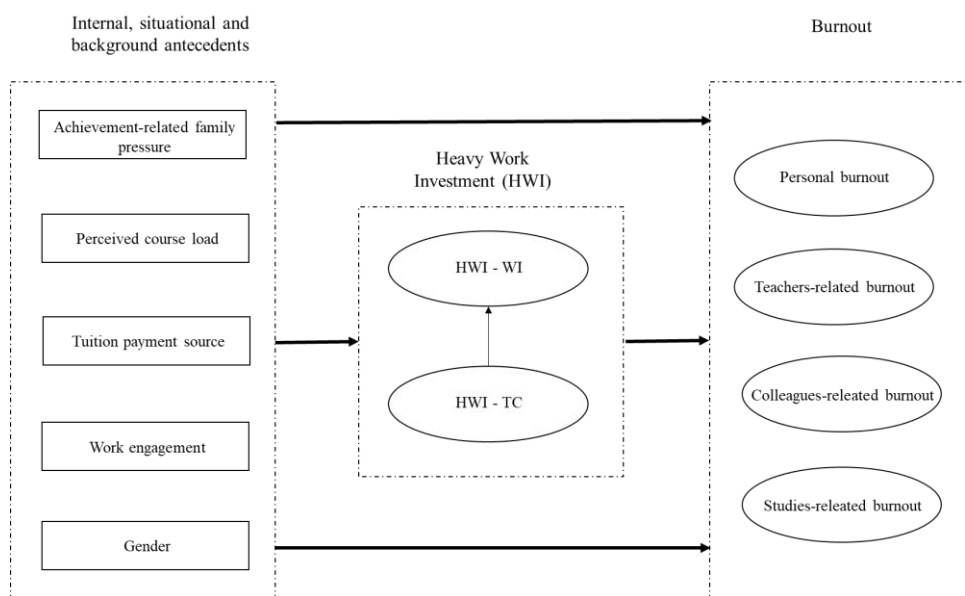 Internal, situational and
background antecedents
Burnout
Achievement-related family
pressure
Perceived course load
Tuition payment source
Work engagement
Gender
Heavy Work
Investment (HWI)
HWI - WI
HWI - TC
Personal burnout
Teachers-related burnout
Colleagues-releated burnout
Studies-releated burnout